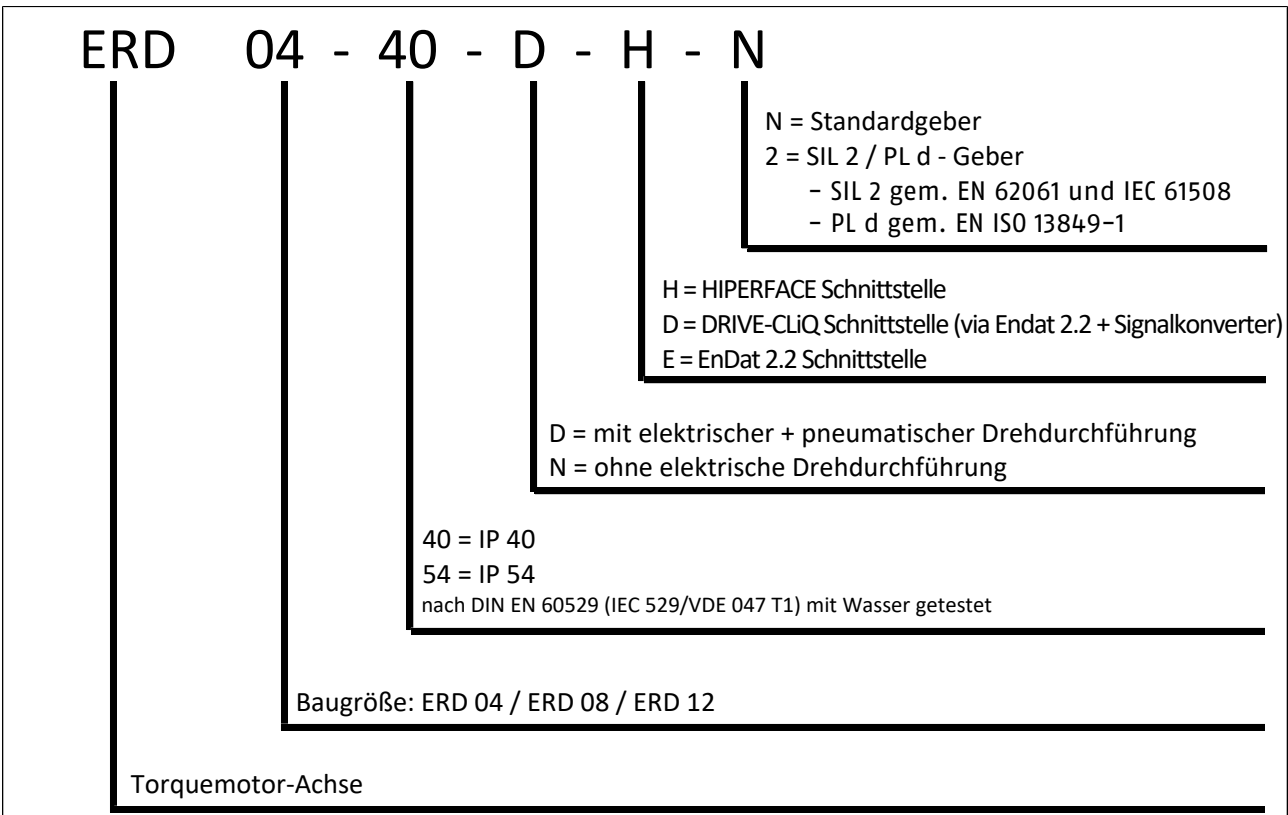 ERD 04 - 40 - D - H - N
N = Standardgeber
2 = SIL 2 / PL d - Geber
– SIL 2 gem. EN 62061 und IEC 61508
– PL d gem. EN ISO 13849-1
H = HIPERFACE Schnittstelle
D = DRIVE-CLiQ Schnittstelle (via Endat 2.2 + Signalkonverter)
E = EnDat 2.2 Schnittstelle
D = mit elektrischer + pneumatischer Drehdurchführung
N = ohne elektrische Drehdurchführung
40 = IP 40
54 = IP 54
nach DIN EN 60529 (IEC 529/VDE 047 T1) mit Wasser getestet
Baugröße: ERD 04 / ERD 08 / ERD 12
Torquemotor-Achse